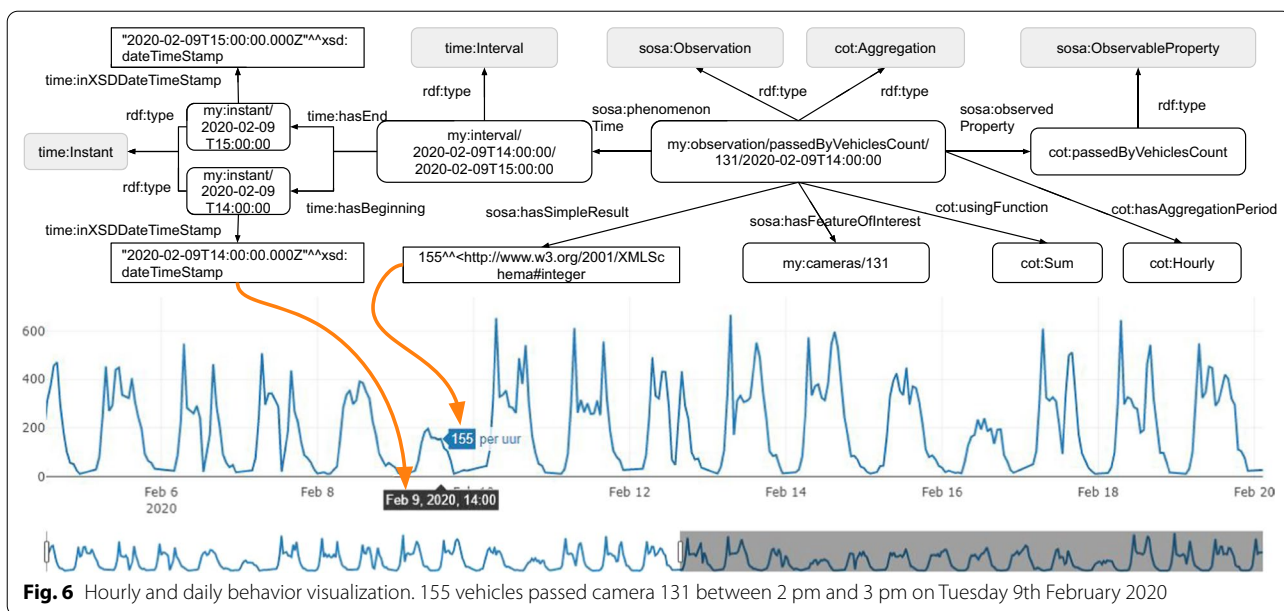 "2020-02-09T15:00:00.000Z"^^xsd:
dateTimeStamp
time:Interval
sosa:Observation
cot:Aggregation
sosa:ObservableProperty
time:inXSDDateTimeStamp
rdf:type
rdf:type
rdf:type
rdf:type
rdf:type
my:instant/
2020-02-09
T15:00:00
time:hasEnd
sosa:phenomenon
Time
sosa:observed
Property
time:Instant
my:interval/
2020-02-09T14:00:00/
2020-02-09T15:00:00
my:observation/passedByVehiclesCount/
131/2020-02-09T14:00:00
cot:passedByVehiclesCount
rdf:type
my:instant/
2020-02-09
T14:00:00
time:hasBeginning
sosa:hasSimpleResult
sosa:hasFeatureOfInterest
cot:usingFunction
cot:hasAggregationPeriod
time:inXSDDateTimeStamp
"2020-02-09T14:00:00.000Z"^^xsd:
dateTimeStamp
155^^<http://www.w3.org/2001/XMLSc
hema#integer
my:cameras/131
cot:Sum
cot:Hourly
600
400
200
155 per uur
0
Feb 6
2020
Feb 8
Feb 12
Feb 14
Feb 16
Feb 18
Feb 20
Feb 9, 2020, 14:00
Fig. 6 Hourly and daily behavior visualization. 155 vehicles passed camera 131 between 2 pm and 3 pm on Tuesday 9th February 2020